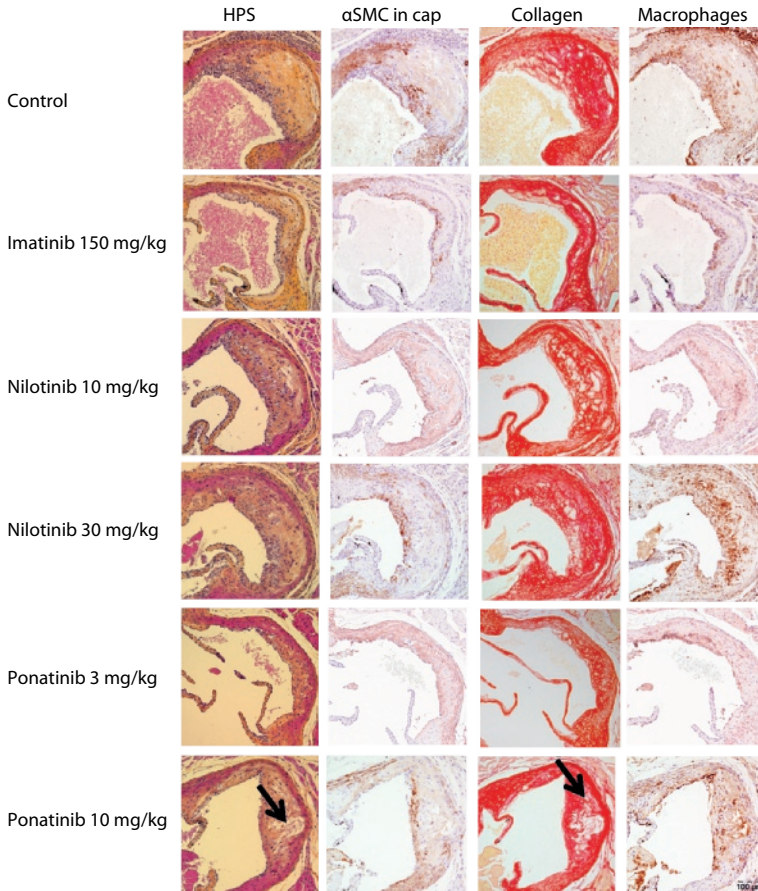 HPS αSMC in cap Collagen Macrophages
Control
Imatinib 150 mg/kg
Nilotinib 10 mg/kg
Nilotinib 30 mg/kg
Ponatinib 3 mg/kg
Ponatinib 10 mg/kg